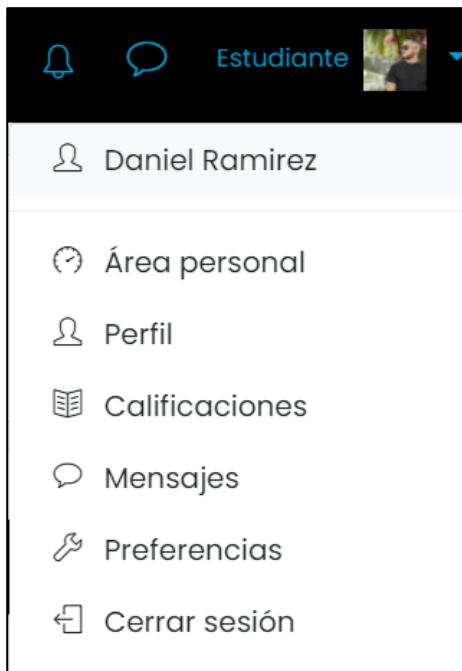 Estudiante
Daniel Ramirez
Área personal
Perfil
Calificaciones
Mensajes
Preferencias
Cerrar sesión